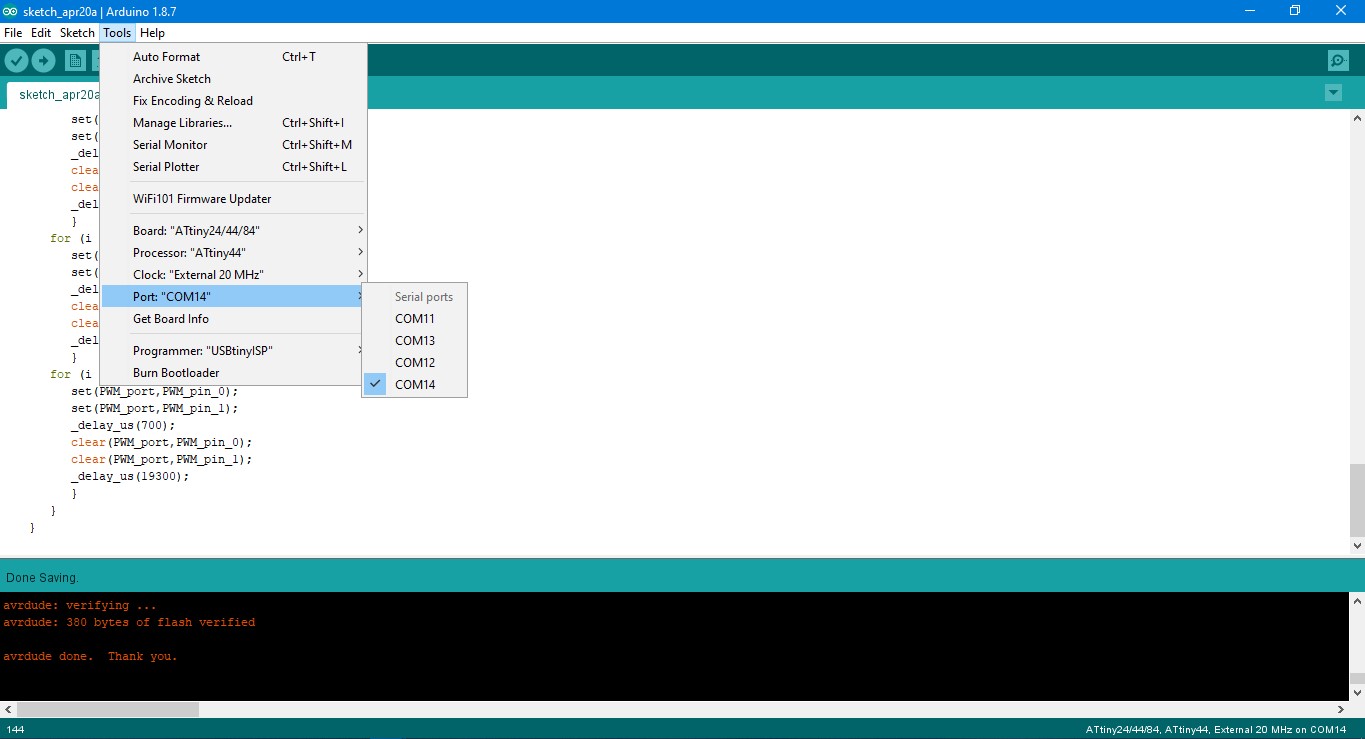 sketch_apr20a | Arduino 1.8.7
File Edit Sketch Tools Help
Auto Format Ctrl+T
Archive Sketch
Fix Encoding & Reload
Manage Libraries... Ctrl+Shift+I
Serial Monitor Ctrl+Shift+M
Serial Plotter Ctrl+Shift+L
WiFi101 Firmware Updater
Board: "ATtiny24/44/84"
Processor: "ATtiny44"
Clock: "External 20 MHz"
Port: "COM14"
Get Board Info
Programmer: "USBtinyISP"
Burn Bootloader
Serial ports
COM11
COM13
COM12
COM14
sketch_apr20a
set(
set(
_del
clea
clea
_del
}
for (i
set(
set(
_del
clea
clea
_del
}
for (i
set(PWM_port,PWM_pin_0);
set(PWM_port,PWM_pin_1);
_delay_us(700);
clear(PWM_port,PWM_pin_0);
clear(PWM_port,PWM_pin_1);
_delay_us(19300);
}
}
}
Done Saving.
avrdude: verifying ...
avrdude: 380 bytes of flash verified
avrdude done.  Thank you.
144 ATtiny24/44/84, ATtiny44, External 20 MHz on COM14